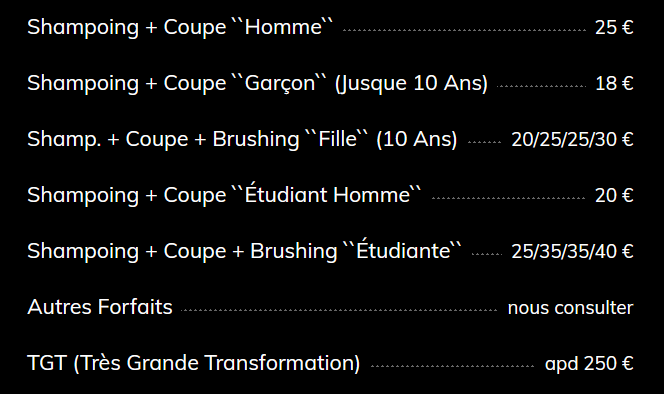 Shampoing + Coupe ``Homme`` 25 €
Shampoing + Coupe ``Garçon`` (Jusque 10 Ans) 18 €
Shamp. + Coupe + Brushing ``Fille`` (10 Ans) 20/25/25/30 €
Shampoing + Coupe ``Étudiant Homme`` 20 €
Shampoing + Coupe + Brushing ``Étudiante`` 25/35/35/40 €
Autres Forfaits nous consulter
TGT (Très Grande Transformation) apd 250 €